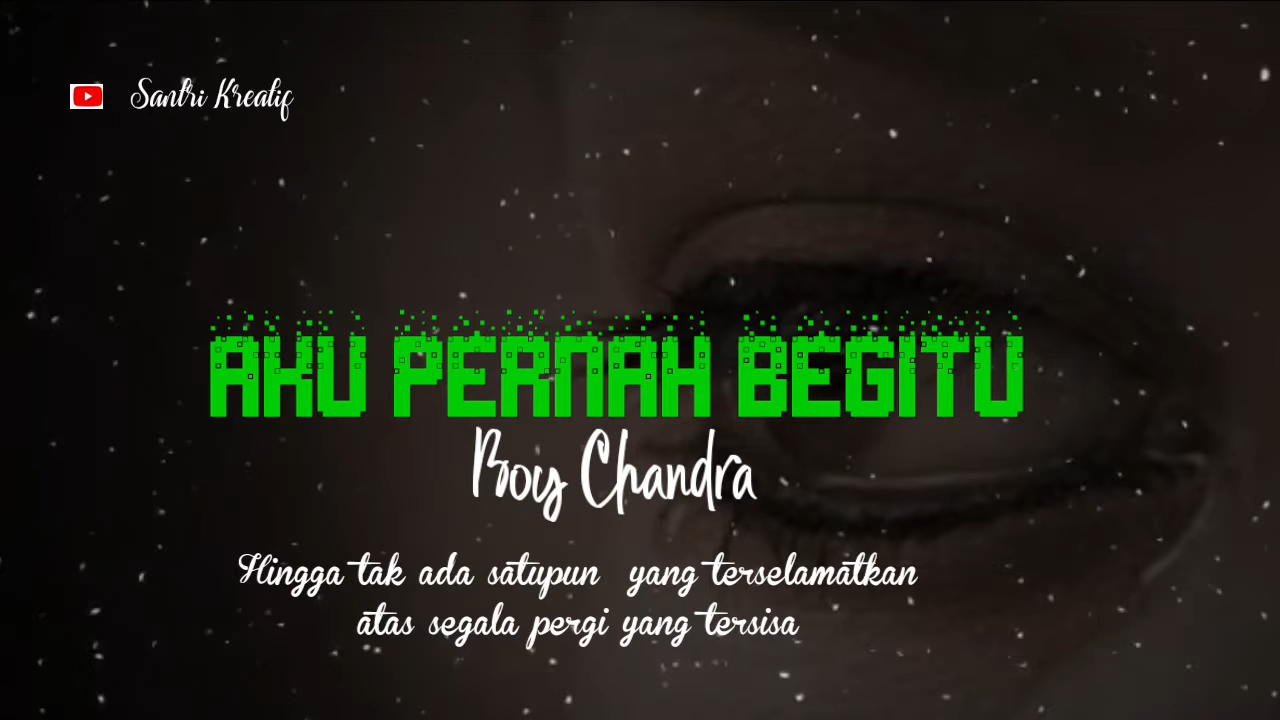 Santri Kreatif
AKU PERNAH BEGITU
Boy Chandra
Hingga tak ada satupun yang terselamatkan
atas segala pergi yang tersisa